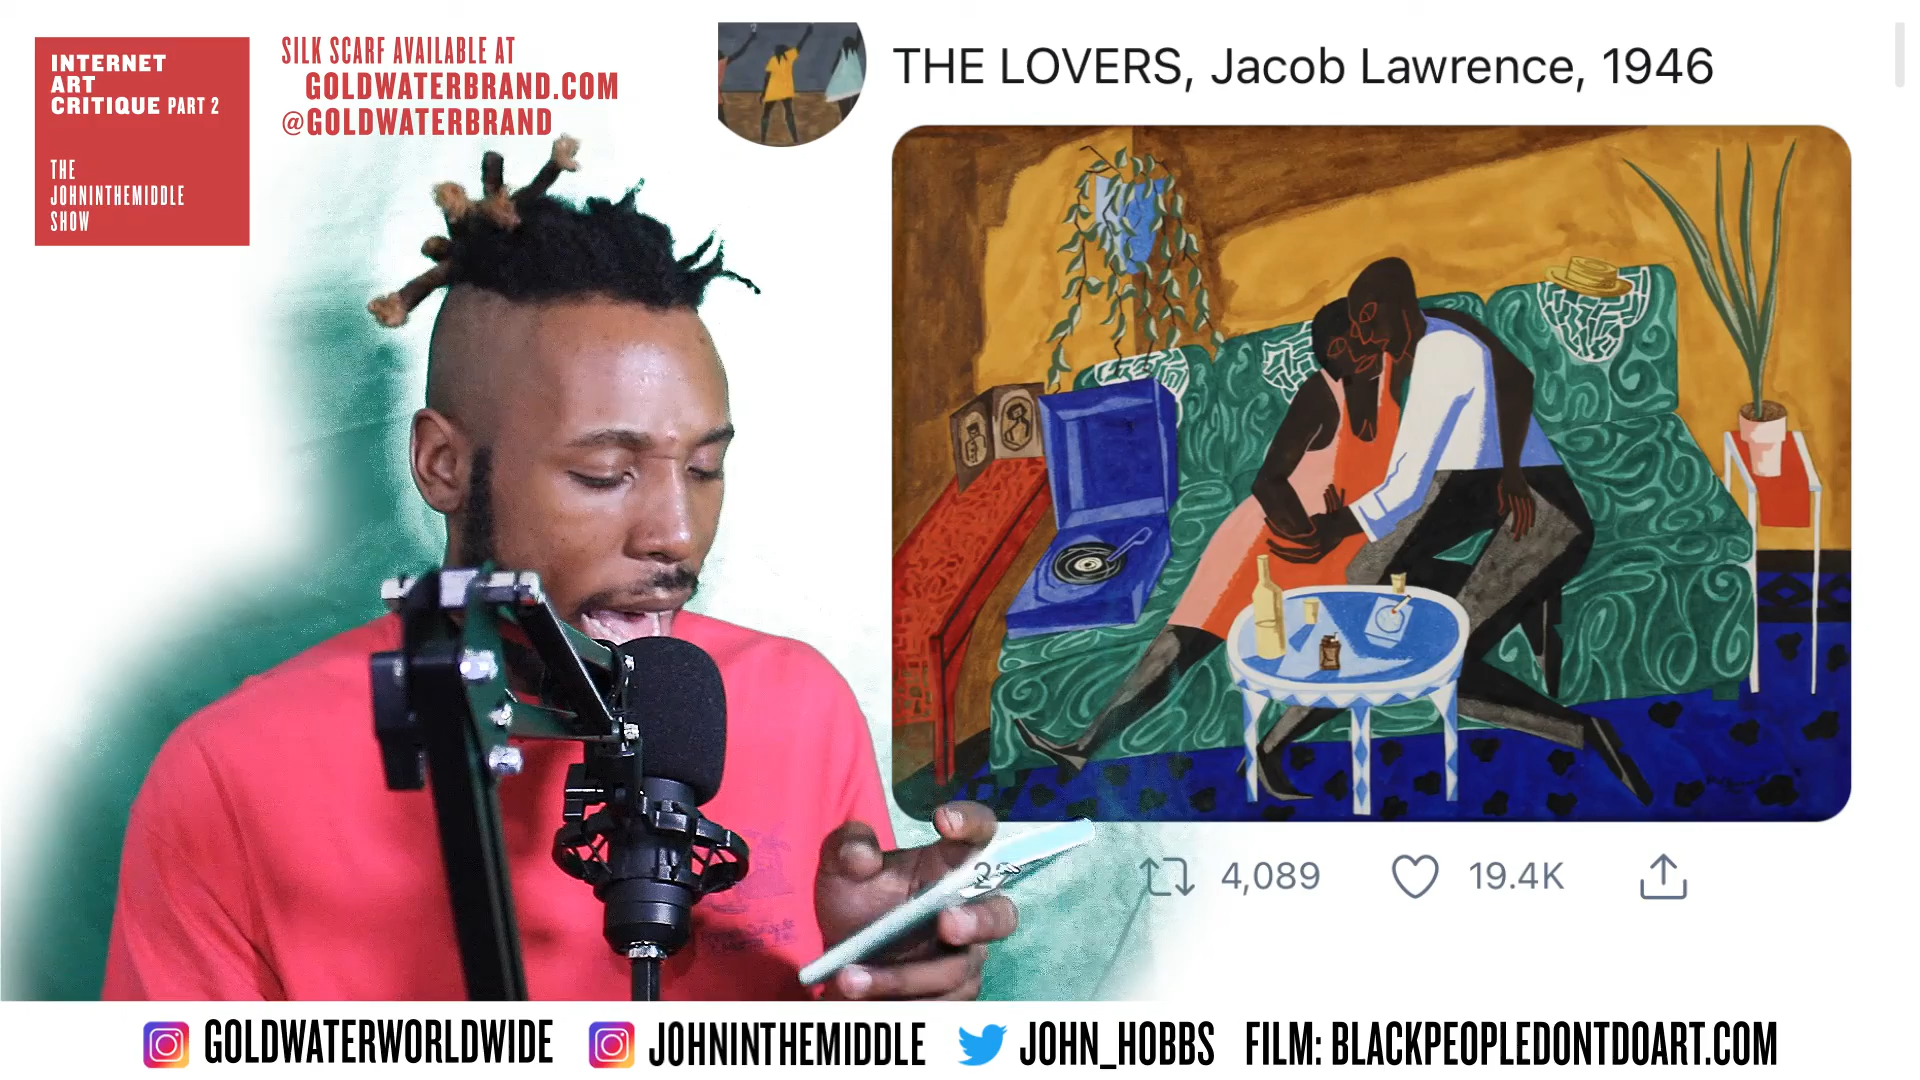 INTERNET
ART
CRITIQUE PART 2
THE
JOHNINTHEMIDDLE
SHOW
SILK SCARF AVAILABLE AT
GOLDWATERBRAND.COM
@GOLDWATERBRAND
THE LOVERS, Jacob Lawrence, 1946
4,089
19.4K
GOLDWATERWORLDWIDE
JOHNINTHEMIDDLE
JOHN_HOBBS
FILM: BLACKPEOPLEDONTDOART.COM